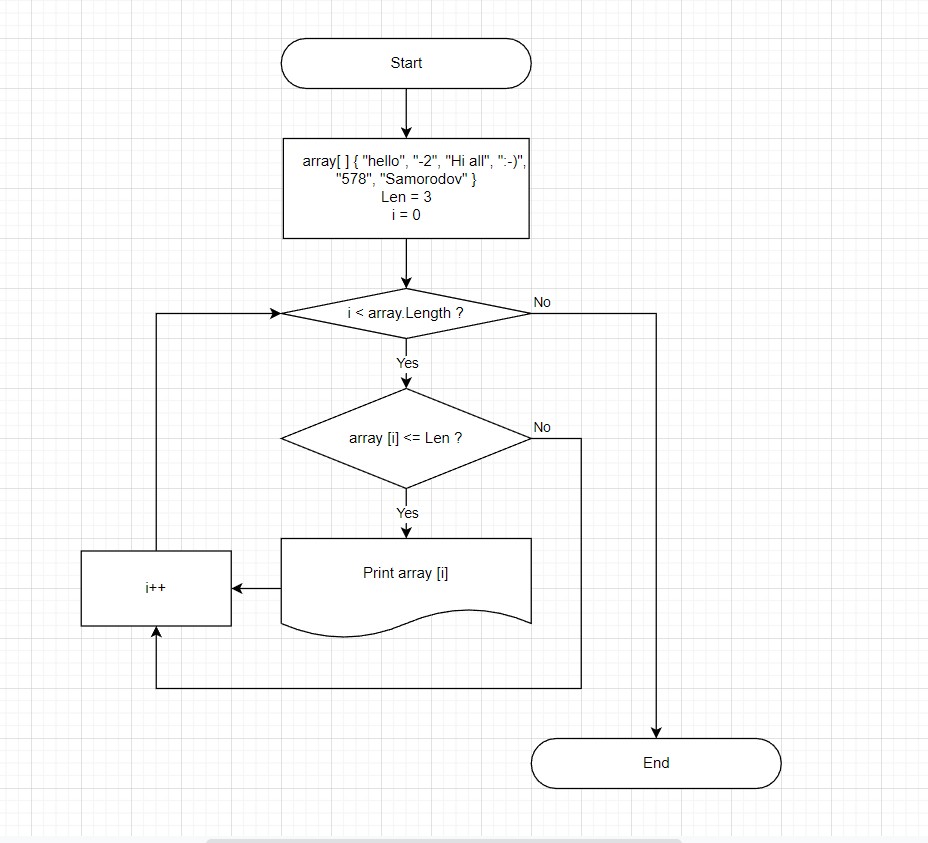 Start
array[ ] { "hello", "-2", "Hi all", ":-)",
"578", "Samorodov" }
Len = 3
i = 0
i < array.Length ?
No
Yes
array [i] <= Len ?
No
Yes
Print array [i]
i++
End